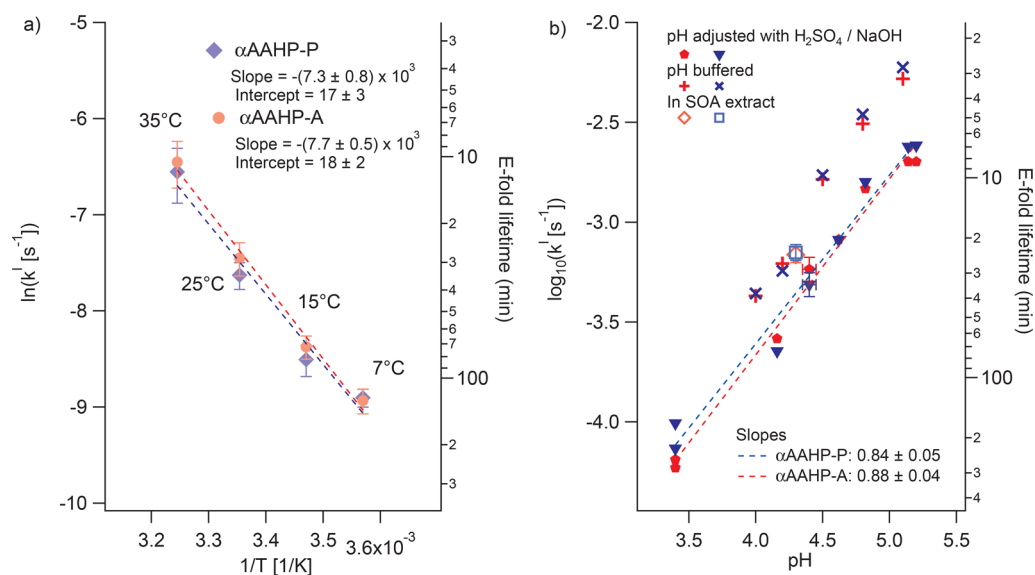 a)
αAAHP-P
Slope = -(7.3 ± 0.8) x 10³
Intercept = 17 ± 3
αAAHP-A
Slope = -(7.7 ± 0.5) x 10³
Intercept = 18 ± 2
35°C
25°C
15°C
7°C
-5
-6
-7
-8
-9
-10
ln(kᴵ [s⁻¹])
3.2
3.3
3.4
3.5
3.6x10⁻³
1/T [1/K]
3
4
5
6
7
10
2
3
4
5
6
7
100
2
3
E-fold lifetime (min)
b)
pH adjusted with H₂SO₄ / NaOH
pH buffered
In SOA extract
Slopes
αAAHP-P: 0.84 ± 0.05
αAAHP-A: 0.88 ± 0.04
-2.0
-2.5
-3.0
-3.5
-4.0
log₁₀(kᴵ [s⁻¹])
3.5
4.0
4.5
5.0
5.5
pH
2
3
4
5
6
10
2
3
4
5
6
100
2
3
4
E-fold lifetime (min)